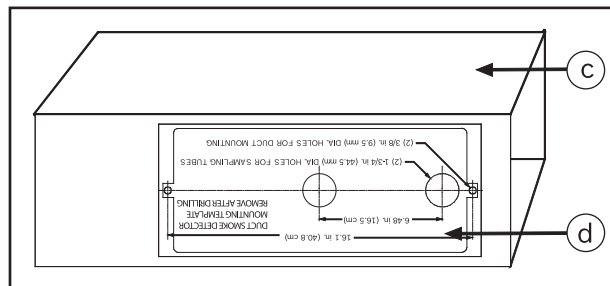 c
16.1 in. (40.8 cm)
6.48 in. (16.5 cm)
DUCT SMOKE DETECTOR
MOUNTING TEMPLATE
REMOVE AFTER DRILLING
(2) 1-3/4 in. (44.5 mm) DIA. HOLES FOR SAMPLING TUBES
(2) 3/8 in. (9.5 mm) DIA. HOLES FOR DUCT MOUNTING
d